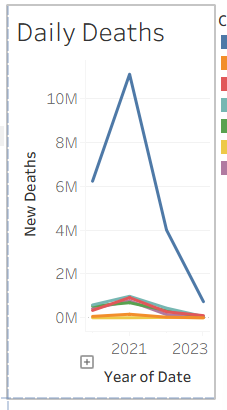 Daily Deaths
10M
8M
6M
4M
2M
0M
New Deaths
2021 2023
Year of Date